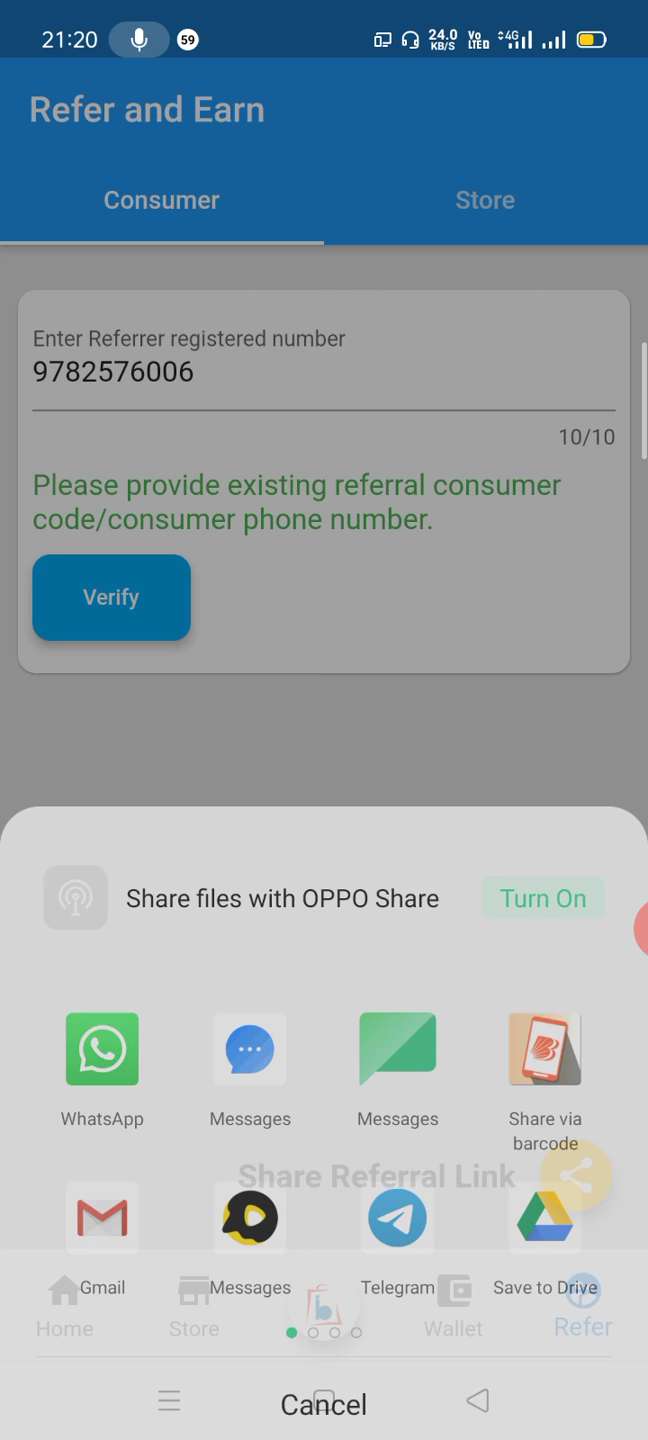 21:20
59
24.0
KB/S
Vo
LTE
4G
Refer and Earn
Consumer
Store
Enter Referrer registered number
9782576006
10/10
Please provide existing referral consumer
code/consumer phone number.
Verify
Share files with OPPO Share
Turn On
WhatsApp
Messages
Messages
Share via
barcode
Share Referral Link
Gmail
Messages
Telegram
Save to Drive
Home
Store
b
Wallet
Refer
Cancel